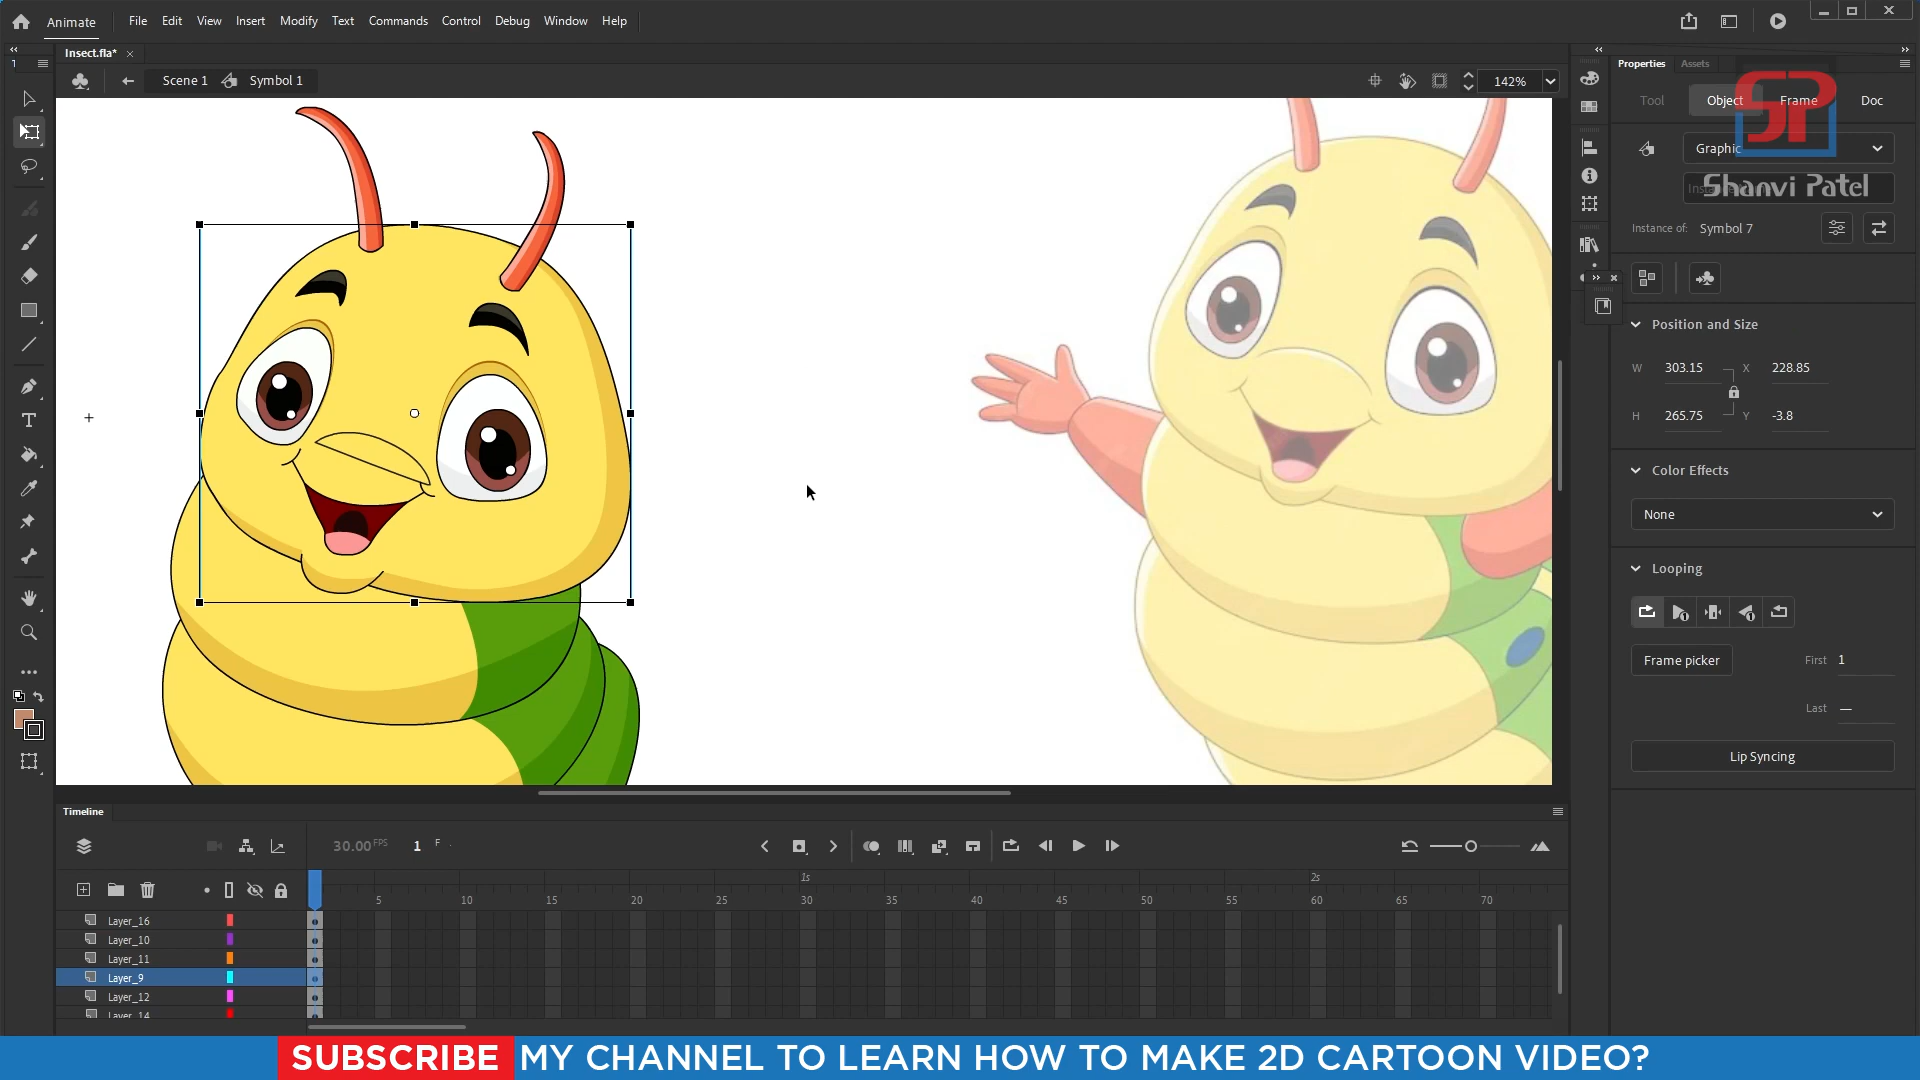 Animate File Edit View Insert Modify Text Commands Control Debug Window Help
Insect.fla*
Scene 1 Symbol 1 142%
Properties Assets
Tool Object Frame Doc
Graphic
SP
Shanvi Patel
Instance of: Symbol 7
Position and Size
W 303.15 X 228.85
H 265.75 Y -3.8
Color Effects
None
Looping
Frame picker First 1
Last —
Lip Syncing
Timeline
30.00 FPS 1 F
1s 2s
5 10 15 20 25 30 35 40 45 50 55 60 65 70
Layer_16
Layer_10
Layer_11
Layer_9
Layer_12
Layer_14
SUBSCRIBE MY CHANNEL TO LEARN HOW TO MAKE 2D CARTOON VIDEO?